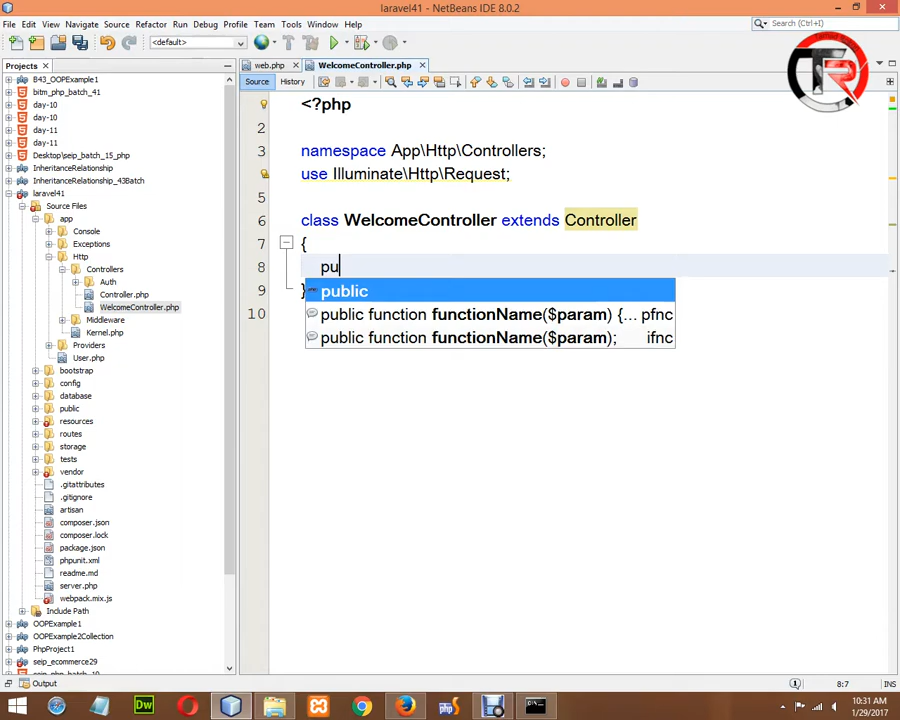 laravel41 - NetBeans IDE 8.0.2
File Edit View Navigate Source Refactor Run Debug Profile Team Tools Window Help
Search (Ctrl+I)
<default>
Projects
web.php
WelcomeController.php
Source
History
B43_OOPExample1
bitm_php_batch_41
day-10
day-10
day-11
day-11
Desktop\seip_batch_15_php
InheritanceRelationship
InheritanceRelationship_43Batch
laravel41
Source Files
app
Console
Exceptions
Http
Controllers
Auth
Controller.php
WelcomeController.php
Middleware
Kernel.php
Providers
User.php
bootstrap
config
database
public
resources
routes
storage
tests
vendor
.gitattributes
.gitignore
artisan
composer.json
composer.lock
package.json
phpunit.xml
readme.md
server.php
webpack.mix.js
Include Path
OOPExample1
OOPExample2Collection
PhpProject1
seip_ecommerce29
seip_php_batch_10
<?php
2
3 namespace App\Http\Controllers;
use Illuminate\Http\Request;
5
6 class WelcomeController extends Controller
7 {
8 pu
9 }
10
public
public function functionName($param) {... pfnc
public function functionName($param); ifnc
TR
Output
8:7
INS
Dw
10:31 AM
1/29/2017